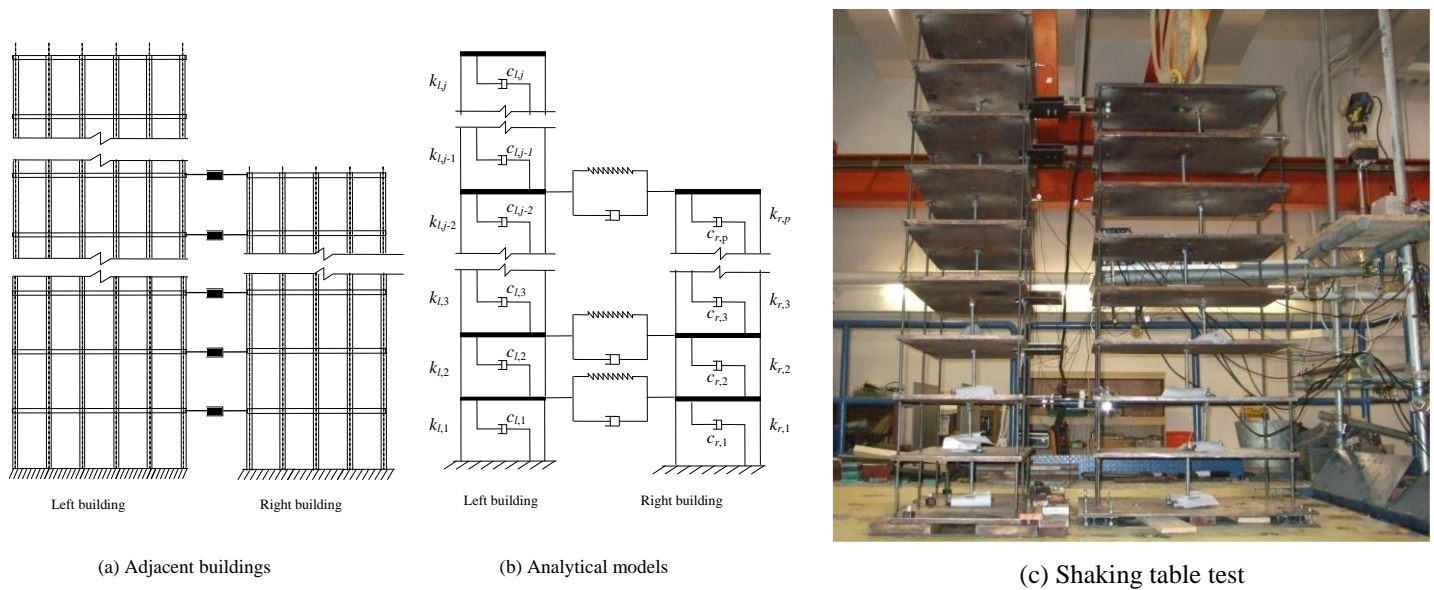 k_{l,j}
c_{l,j}
k_{l,j-1}
c_{l,j-1}
k_{l,j-2}
c_{l,j-2}
c_{r,p}
k_{r,p}
k_{l,3}
c_{l,3}
c_{r,3}
k_{r,3}
k_{l,2}
c_{l,2}
c_{r,2}
k_{r,2}
k_{l,1}
c_{l,1}
c_{r,1}
k_{r,1}
Left building
Right building
Left building
Right building
(a) Adjacent buildings
(b) Analytical models
(c) Shaking table test